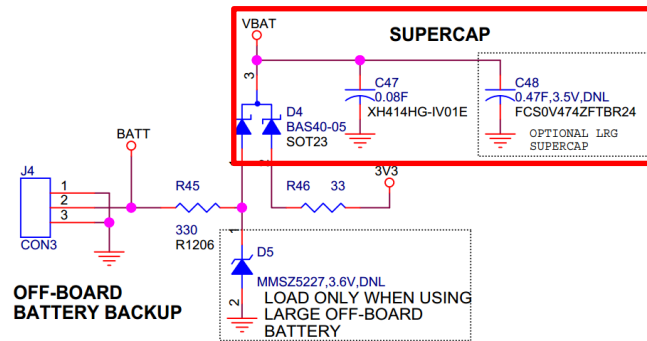 VBAT
SUPERCAP
3
C47
0.08F
XH414HG-IV01E
C48
0.47F,3.5V,DNL
FCS0V474ZFTBR24
OPTIONAL LRG
SUPERCAP
D4
BAS40-05
SOT23
BATT
1
2
3V3
J4
1
2
3
CON3
R45
330
R1206
R46 33
1
D5
2
MMSZ5227,3.6V,DNL
LOAD ONLY WHEN USING
LARGE OFF-BOARD
BATTERY
OFF-BOARD
BATTERY BACKUP